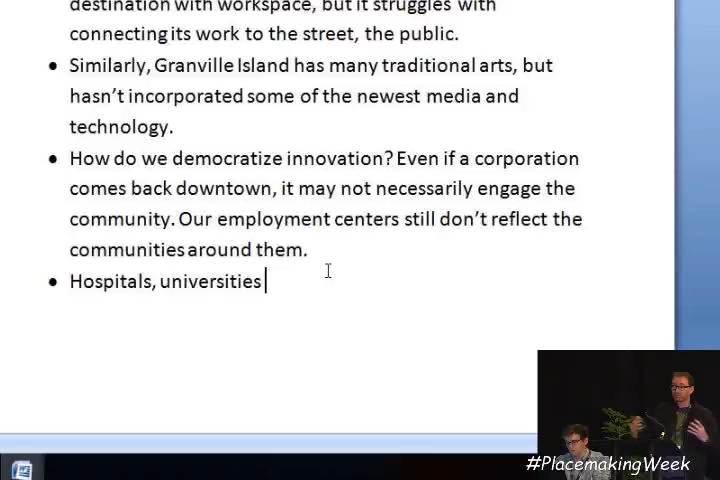 destination with workspace, but it struggles with
connecting its work to the street, the public.
• Similarly, Granville Island has many traditional arts, but
hasn't incorporated some of the newest media and
technology.
• How do we democratize innovation? Even if a corporation
comes back downtown, it may not necessarily engage the
community. Our employment centers still don't reflect the
communities around them.
• Hospitals, universities
#PlacemakingWeek